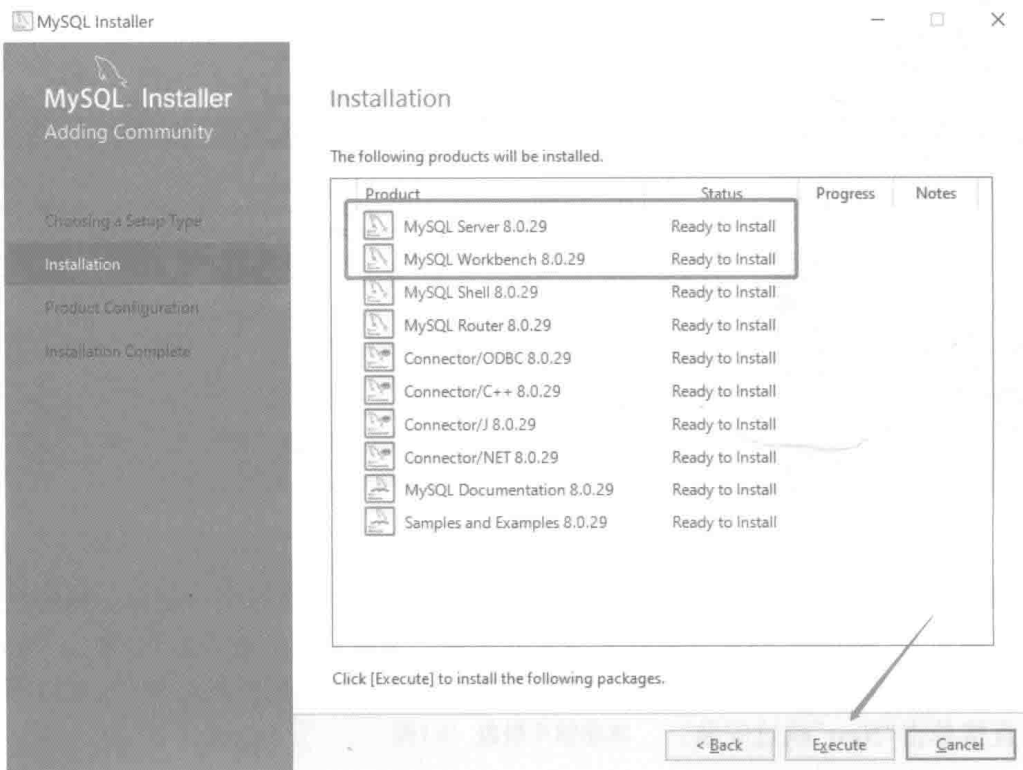 MySQL Installer
MySQL. Installer
Adding Community
Choosing a Setup Type
Installation
Product Configuration
Installation Complete
Installation
The following products will be installed.
Product Status Progress Notes
MySQL Server 8.0.29 Ready to Install
MySQL Workbench 8.0.29 Ready to Install
MySQL Shell 8.0.29 Ready to Install
MySQL Router 8.0.29 Ready to Install
Connector/ODBC 8.0.29 Ready to Install
Connector/C++ 8.0.29 Ready to Install
Connector/J 8.0.29 Ready to Install
Connector/NET 8.0.29 Ready to Install
MySQL Documentation 8.0.29 Ready to Install
Samples and Examples 8.0.29 Ready to Install
Click [Execute] to install the following packages.
< Back Execute Cancel